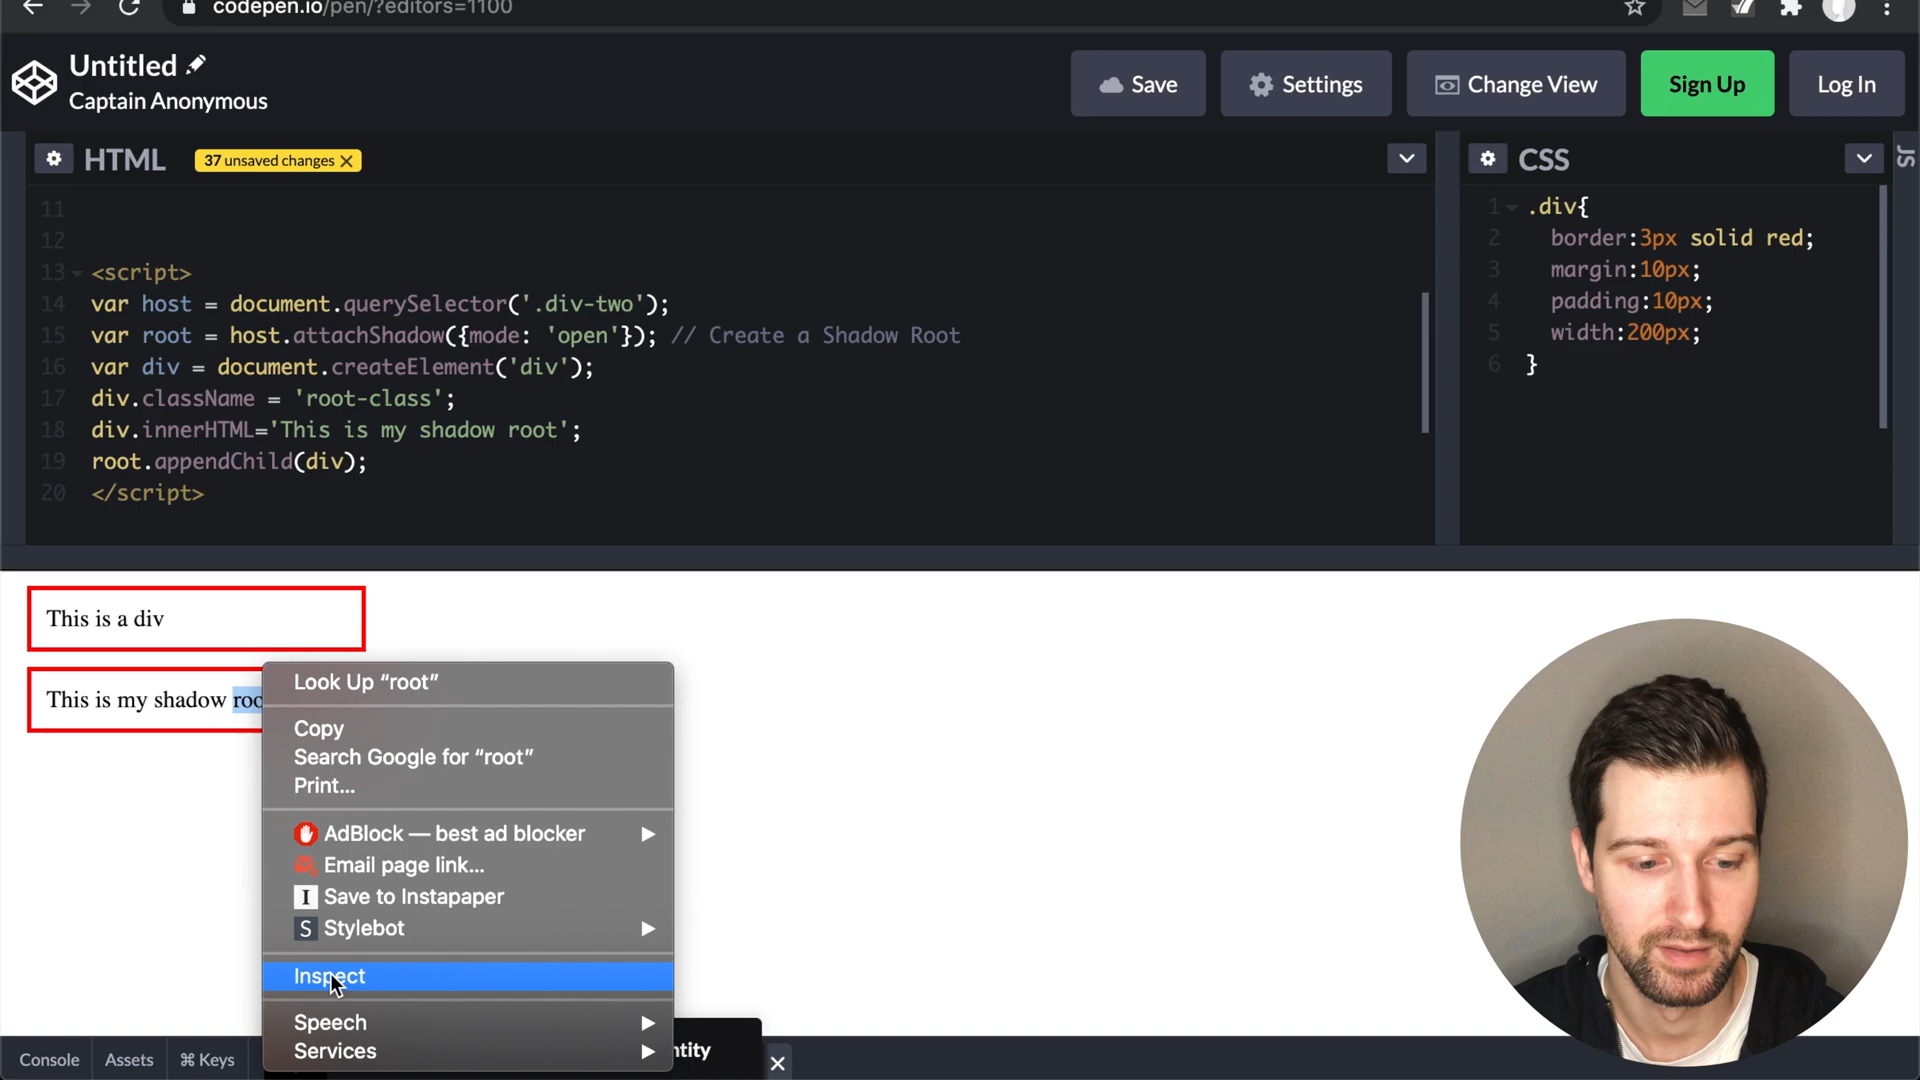 codepen.io/pen/?editors=1100
Untitled
Captain Anonymous
Save
Settings
Change View
Sign Up
Log In
HTML
37 unsaved changes
CSS
JS
11
12
13 <script>
14 var host = document.querySelector('.div-two');
15 var root = host.attachShadow({mode: 'open'}); // Create a Shadow Root
16 var div = document.createElement('div');
17 div.className = 'root-class';
18 div.innerHTML='This is my shadow root';
19 root.appendChild(div);
20 </script>
1 .div{
2 border:3px solid red;
3 margin:10px;
4 padding:10px;
5 width:200px;
6 }
This is a div
This is my shadow roo
Look Up “root”
Copy
Search Google for “root”
Print...
AdBlock — best ad blocker
Email page link...
I Save to Instapaper
S Stylebot
Inspect
Speech
Services
Console
Assets
⌘ Keys
ntity